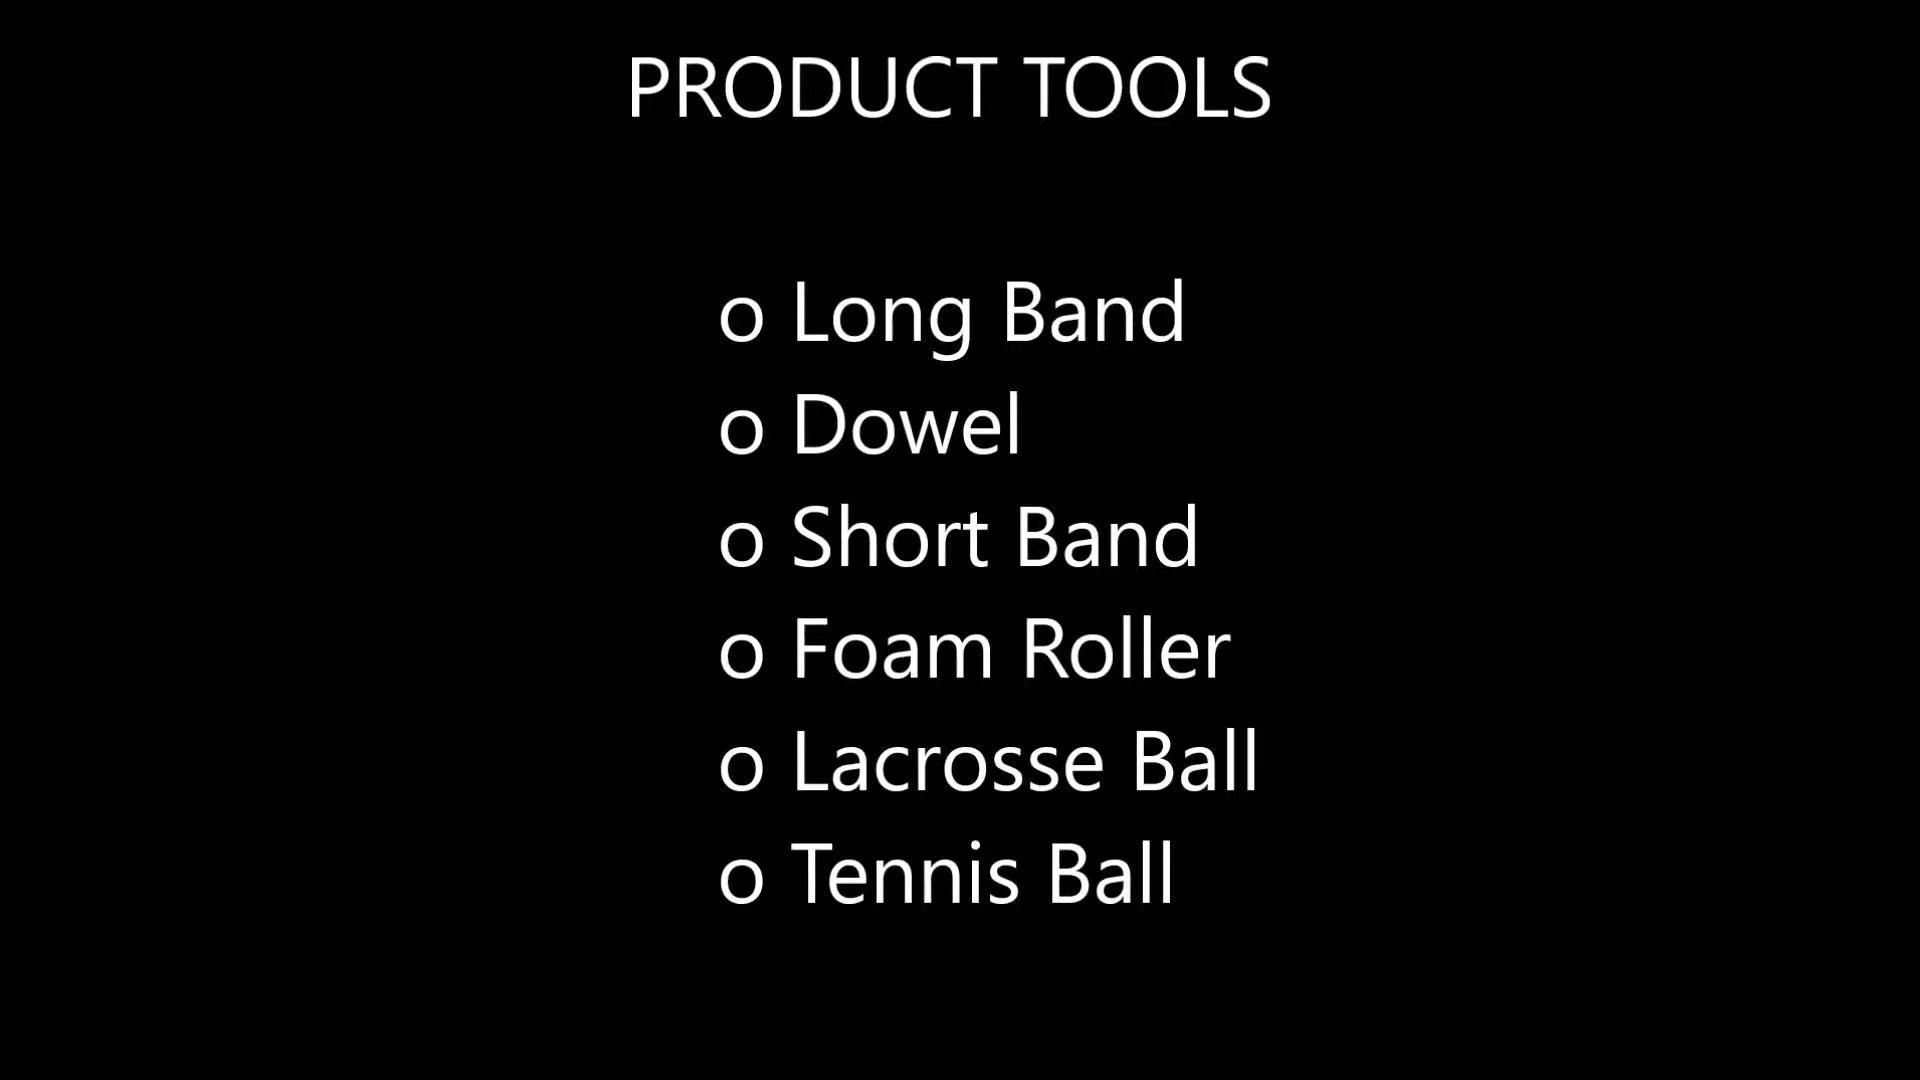 PRODUCT TOOLS
o Long Band
o Dowel
o Short Band
o Foam Roller
o Lacrosse Ball
o Tennis Ball